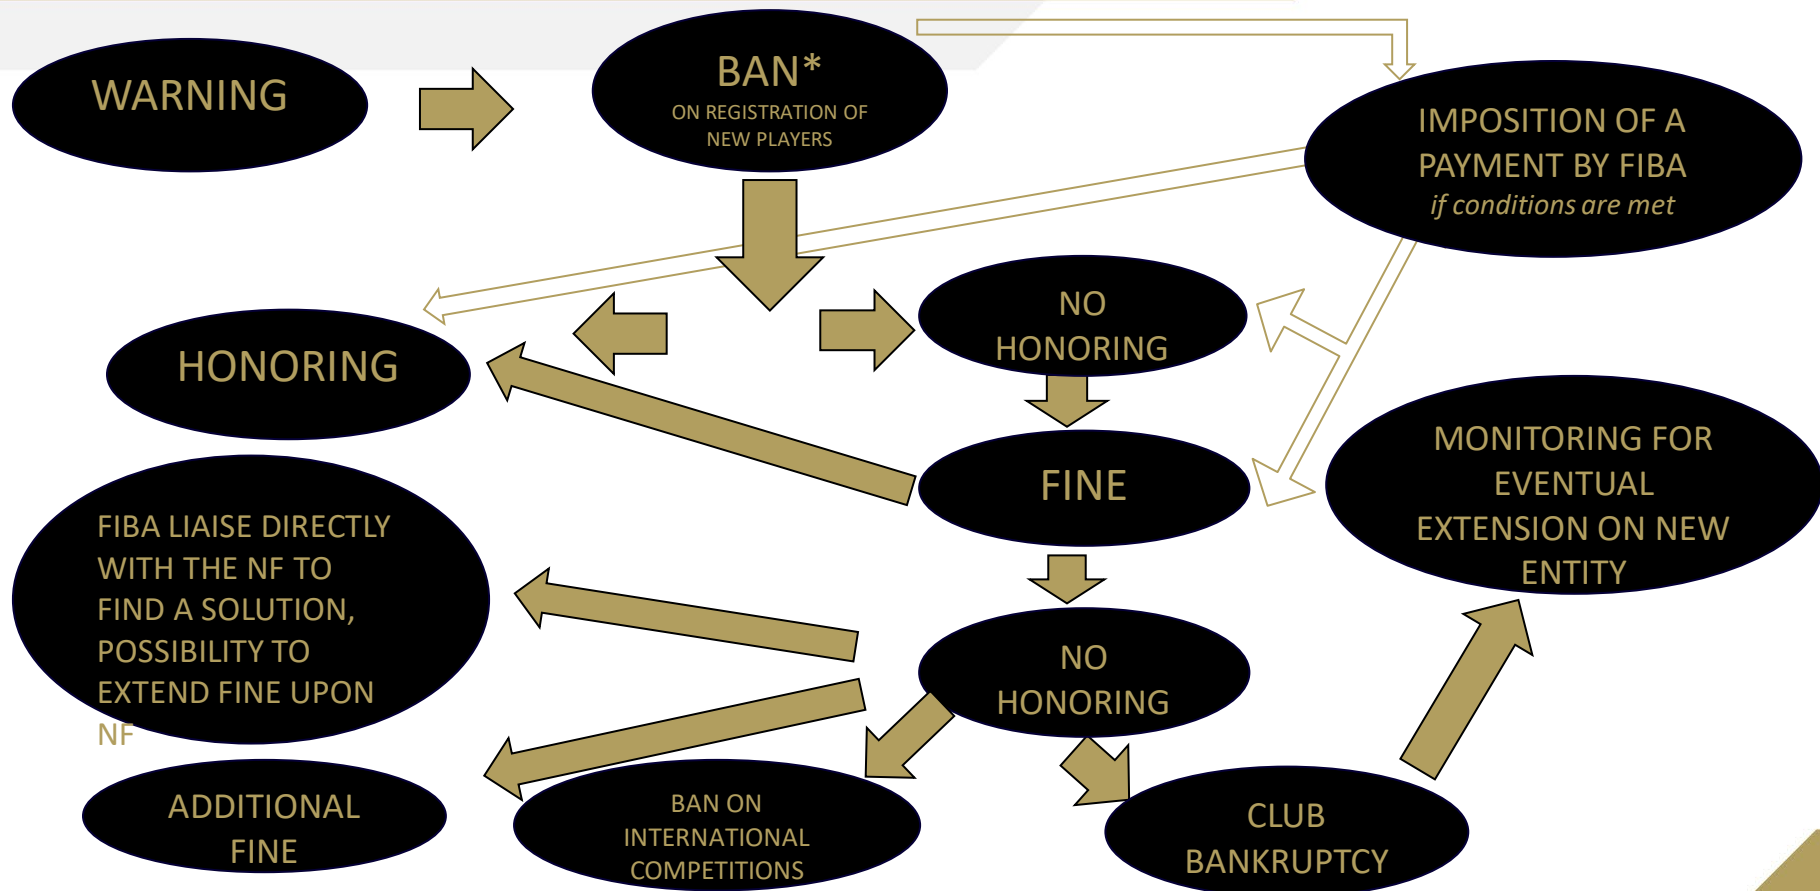 WARNING
BAN*
ON REGISTRATION OF
NEW PLAYERS
IMPOSITION OF A
PAYMENT BY FIBA
if conditions are met
HONORING
NO
HONORING
FINE
MONITORING FOR
EVENTUAL
EXTENSION ON NEW
ENTITY
FIBA LIAISE DIRECTLY
WITH THE NF TO
FIND A SOLUTION,
POSSIBILITY TO
EXTEND FINE UPON
NF
NO
HONORING
ADDITIONAL
FINE
BAN ON
INTERNATIONAL
COMPETITIONS
CLUB
BANKRUPTCY